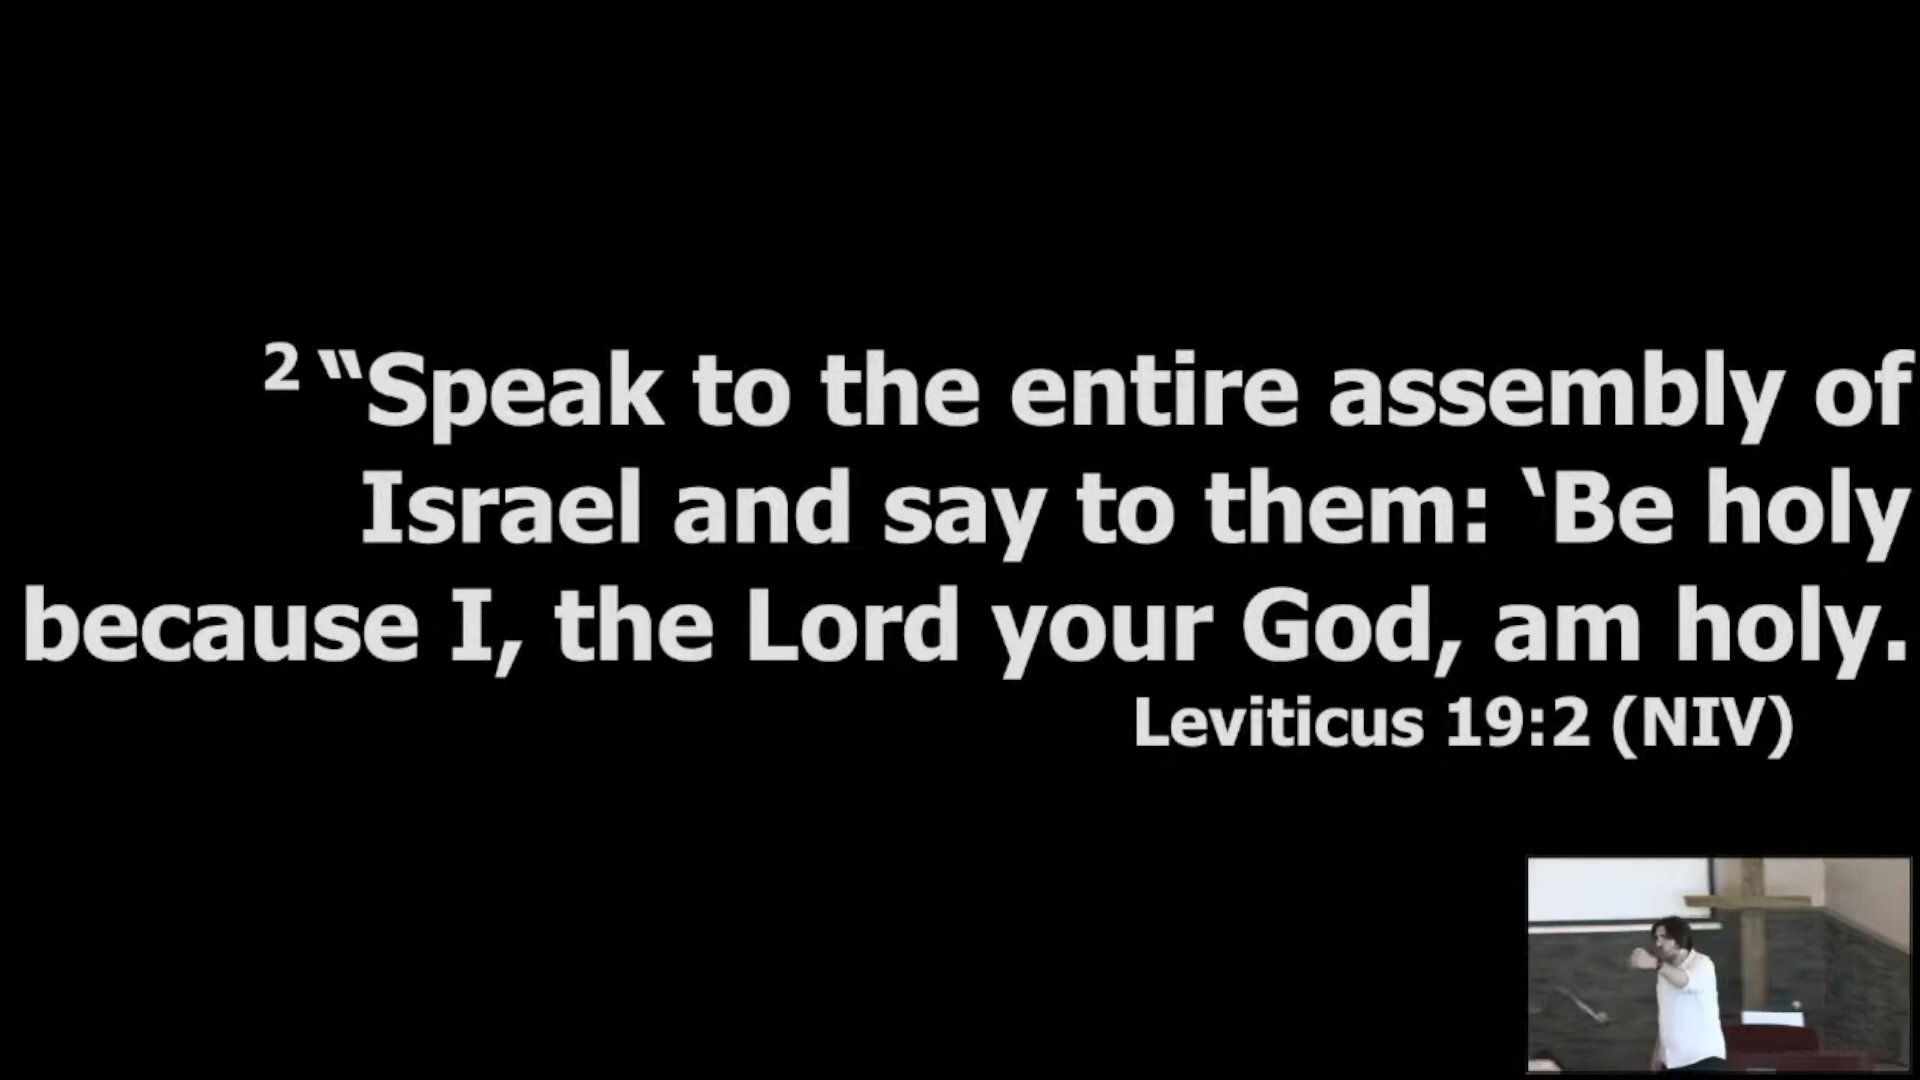 2 “Speak to the entire assembly of
Israel and say to them: ‘Be holy
because I, the Lord your God, am holy.
Leviticus 19:2 (NIV)